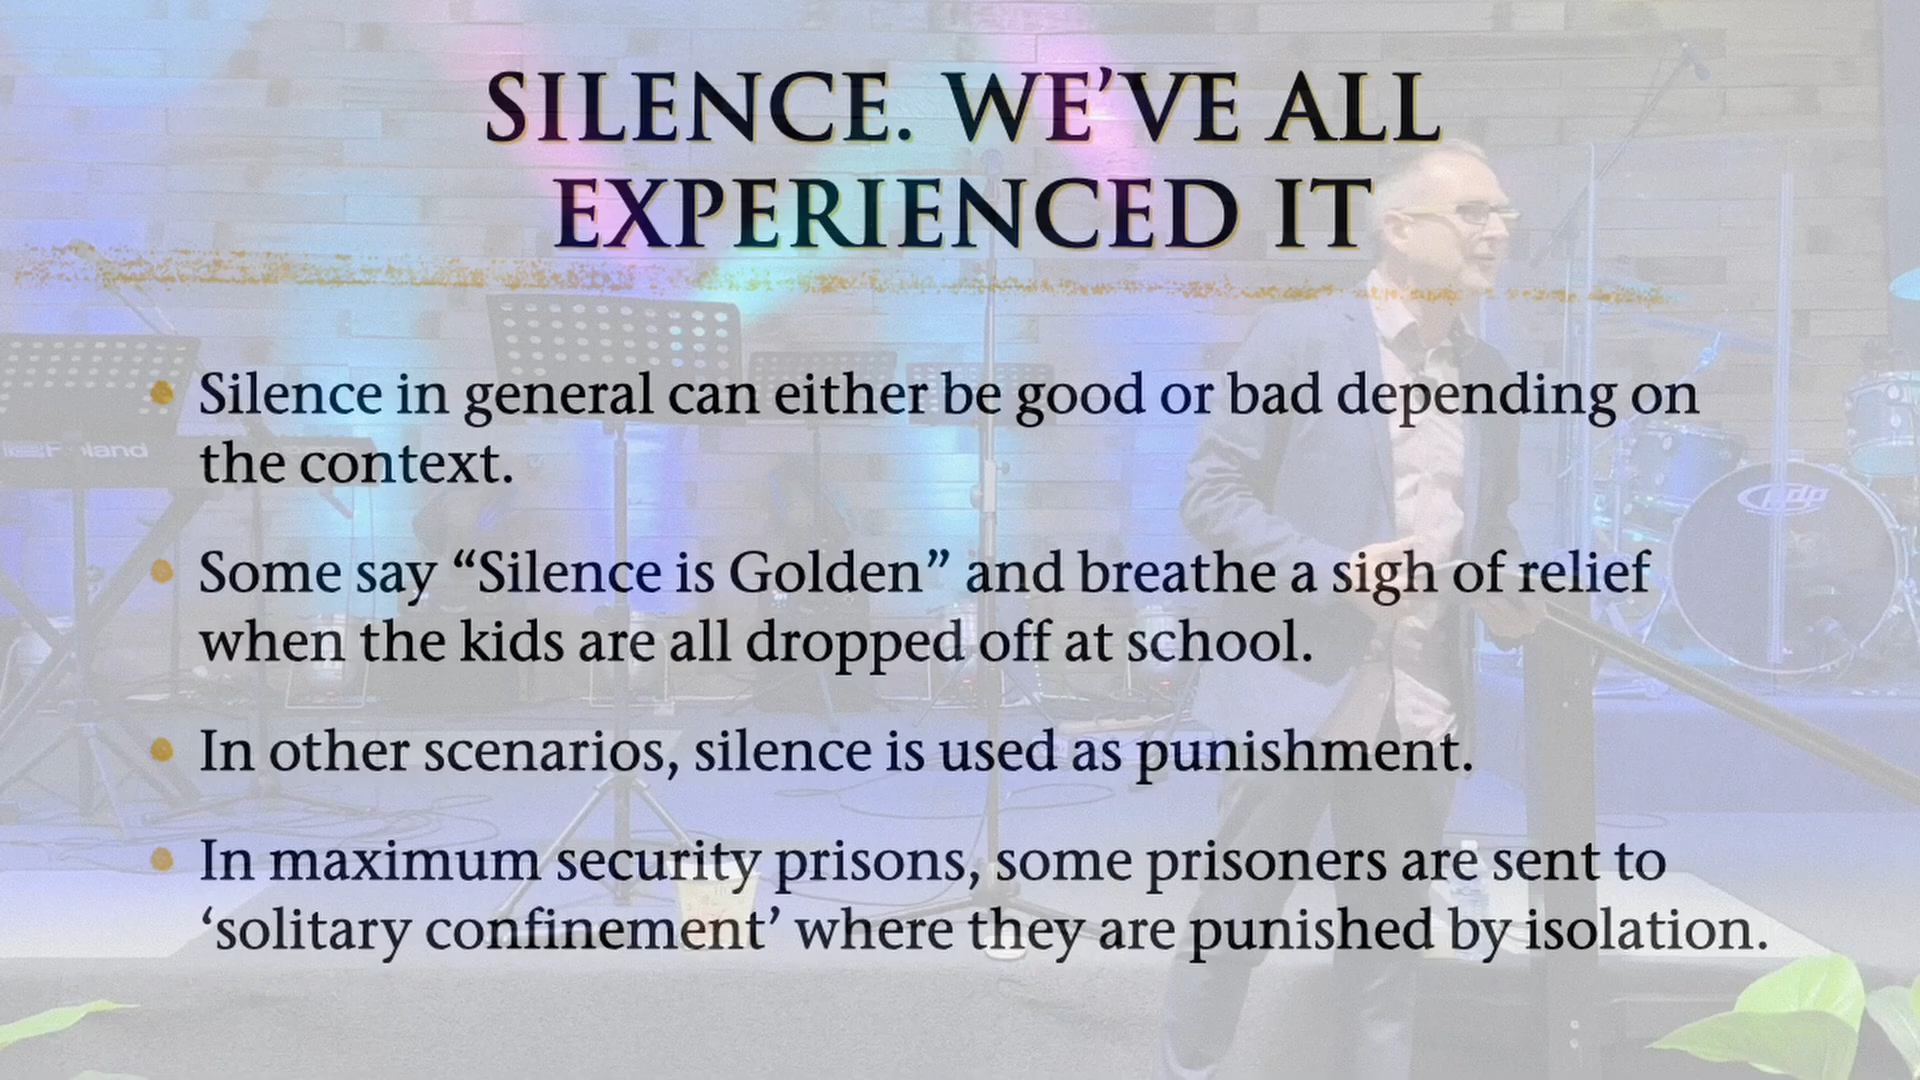 SILENCE. WE’VE ALL
EXPERIENCED IT
Silence in general can either be good or bad depending on
the context.
Some say “Silence is Golden” and breathe a sigh of relief
when the kids are all dropped off at school.
In other scenarios, silence is used as punishment.
In maximum security prisons, some prisoners are sent to
‘solitary confinement’ where they are punished by isolation.
Roland
pdp